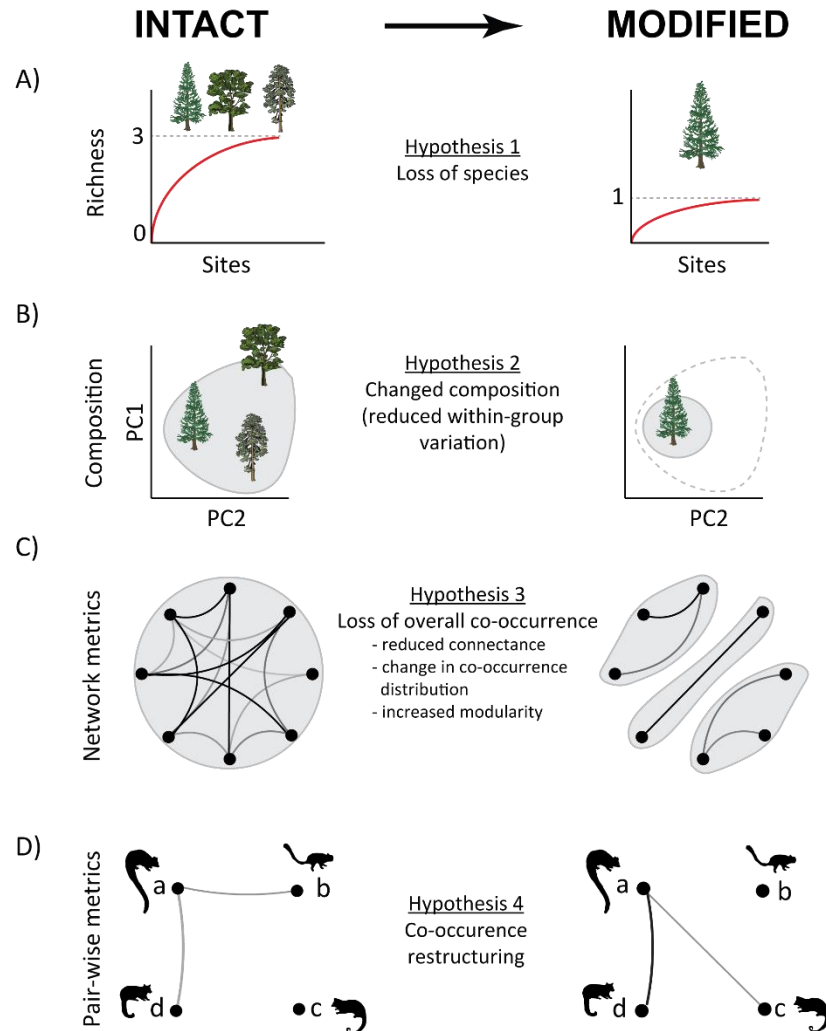 INTACT
MODIFIED
A)
Richness
3
0
Sites
Hypothesis 1
Loss of species
1
Sites
B)
Composition
PC1
PC2
Hypothesis 2
Changed composition
(reduced within-group
variation)
PC2
C)
Network metrics
Hypothesis 3
Loss of overall co-occurrence
- reduced connectance
- change in co-occurrence
distribution
- increased modularity
D)
Pair-wise metrics
a
b
d
c
Hypothesis 4
Co-occurence
restructuring
a
b
d
c